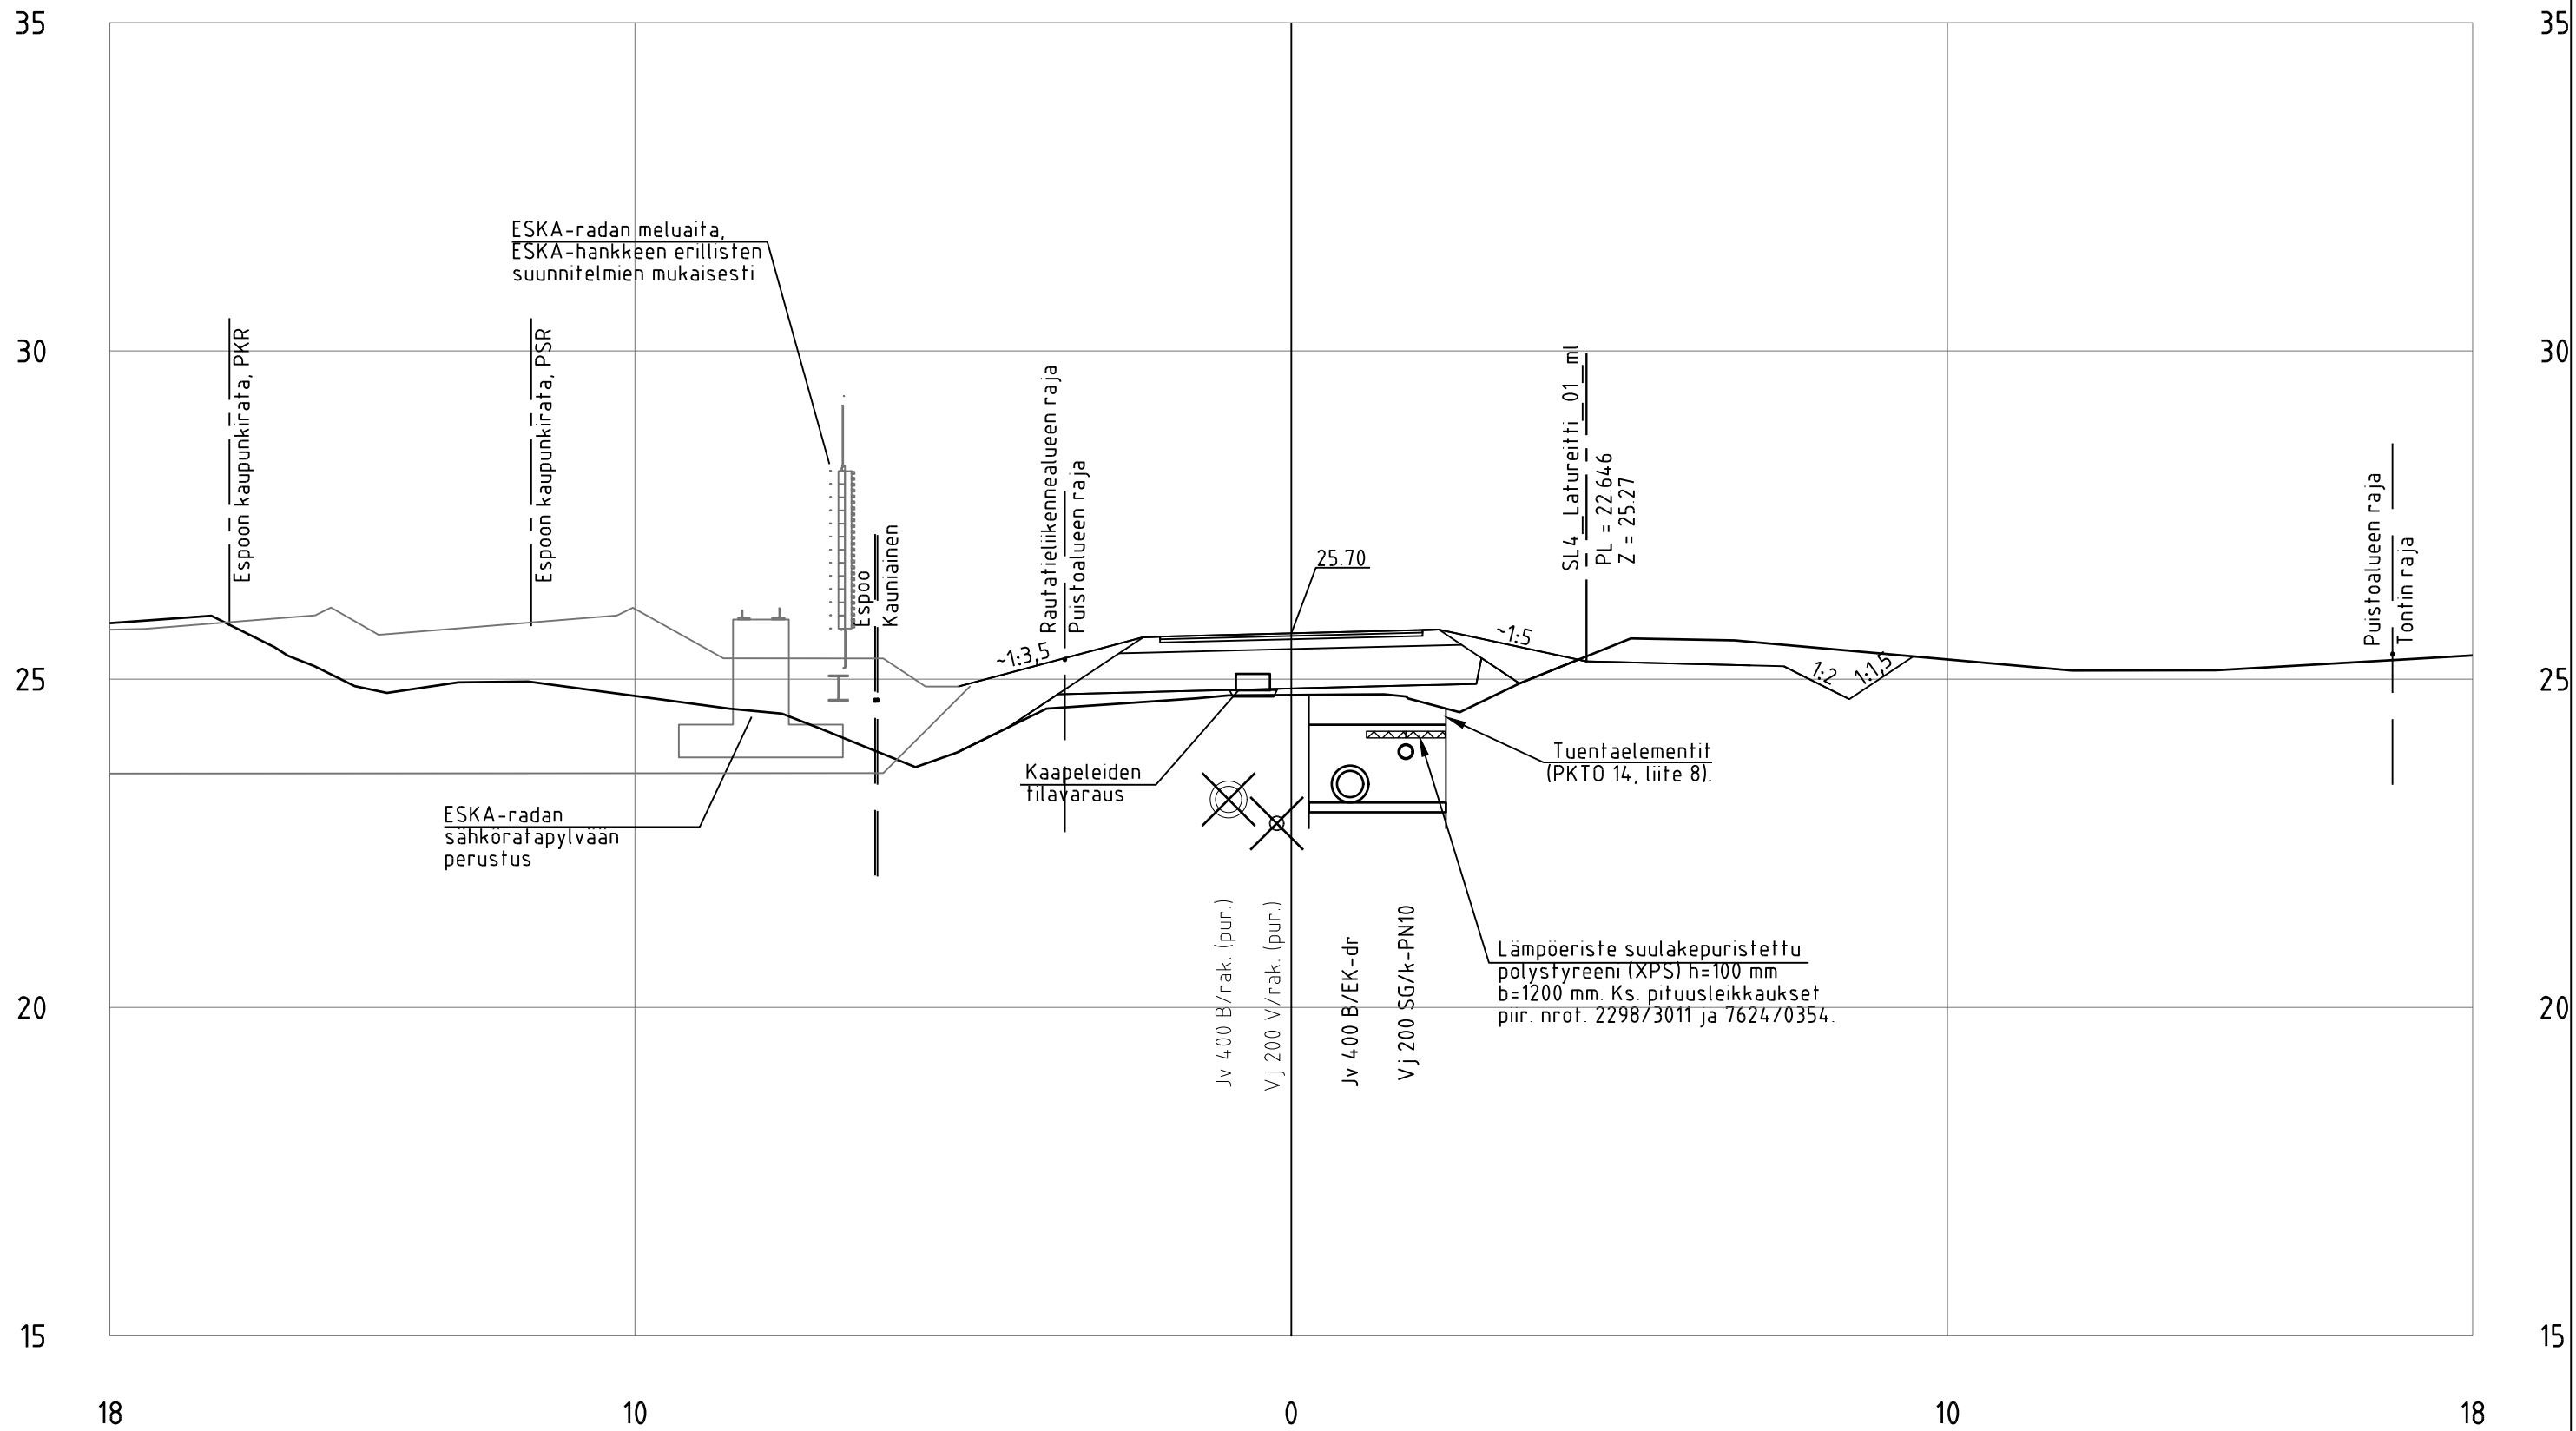 35
35
ESKA-radan meluaita,
ESKA-hankkeen erillisten
suunnitelmien mukaisesti
30
30
Espoon kaupunkirata, PKR
Espoon kaupunkirata, PSR
Espoo
Kauniainen
Rautatieliikennealueen raja
Puistoalueen raja
25.70
SL4_Latureitti_01_ml
PL = 22.646
Z = 25.27
Puistoalueen raja
Tontin raja
~1:3,5
~1:5
1:2
1:1,5
25
25
Tuentaelementit
(PKTO 14, liite 8).
Kaapeleiden
tilavaraus
ESKA-radan
sähköratapylvään
perustus
Jv 400 B/rak. (pur.)
Vj 200 V/rak. (pur.)
Jv 400 B/EK-dr
Vj 200 SG/k-PN10
Lämpöeriste suulakepuristettu
polystyreeni (XPS) h=100 mm
b=1200 mm. Ks. pituusleikkaukset
piir. nrot. 2298/3011 ja 7624/0354.
20
20
15
15
18
10
0
10
18